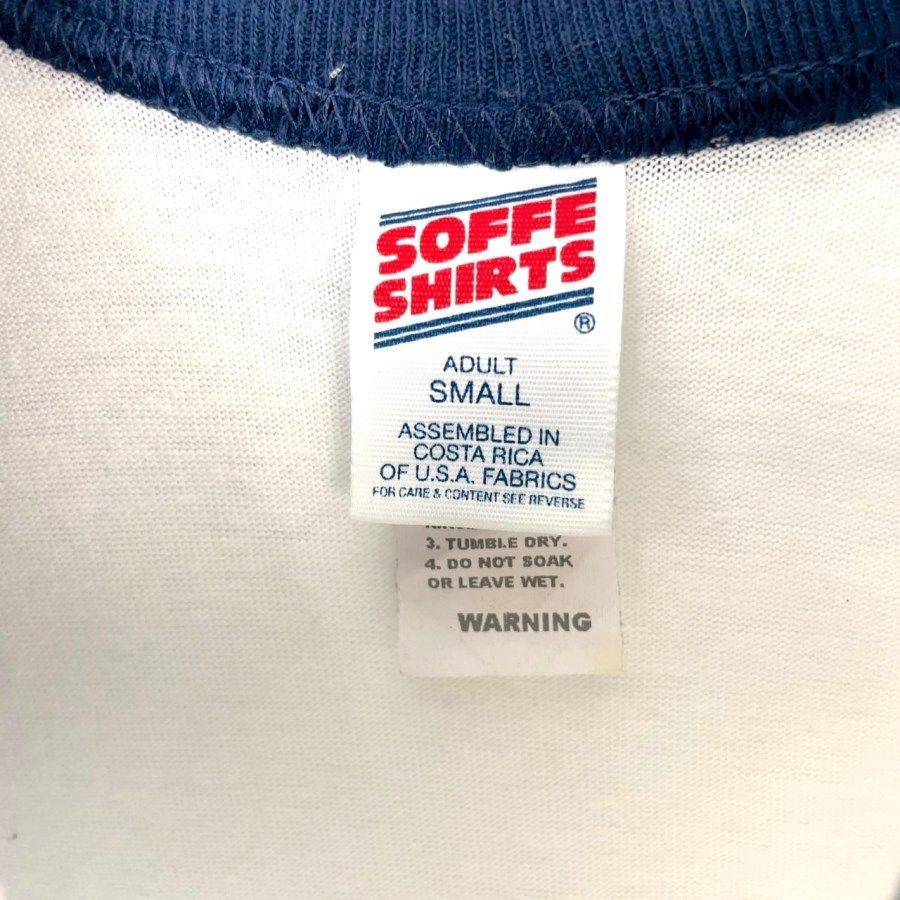 SOFFE
SHIRTS
®
ADULT
SMALL
ASSEMBLED IN
COSTA RICA
OF U.S.A. FABRICS
FOR CARE & CONTENT SEE REVERSE
3. TUMBLE DRY.
4. DO NOT SOAK
OR LEAVE WET.
WARNING